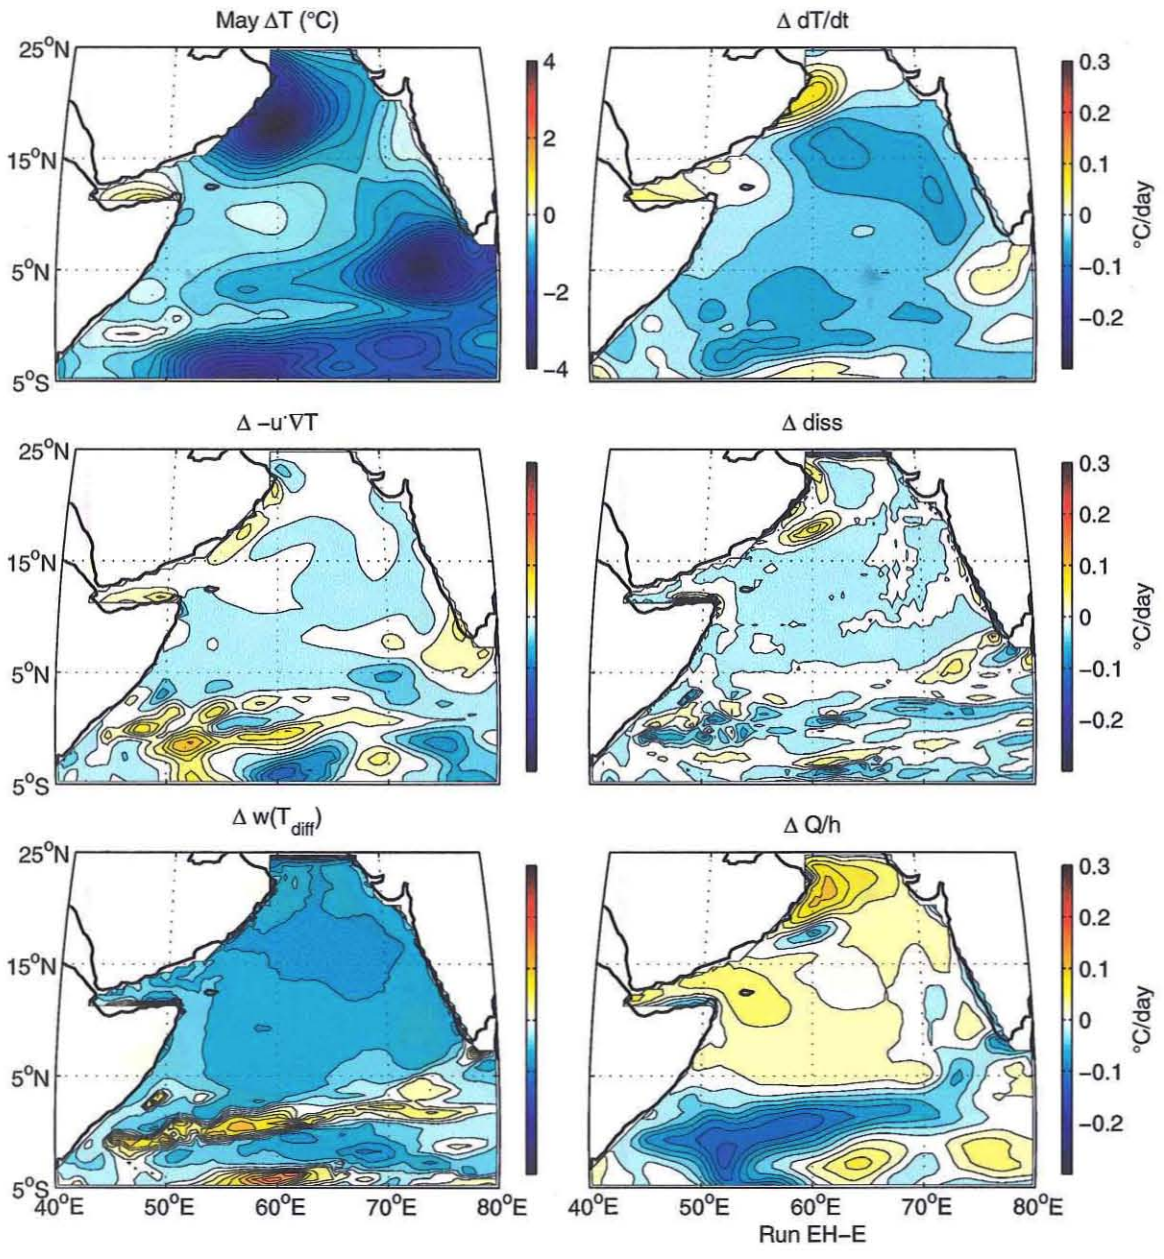 May ΔT (°C)
Δ dT/dt
25°N
15°N
5°N
5°S
4
2
0
−2
−4
0.3
0.2
0.1
0
−0.1
−0.2
°C/day
Δ −u·∇T
Δ diss
25°N
15°N
5°N
5°S
0.3
0.2
0.1
0
−0.1
−0.2
°C/day
Δ w(Tdiff)
Δ Q/h
25°N
15°N
5°N
5°S
40°E
50°E
60°E
70°E
80°E
40°E
50°E
60°E
70°E
80°E
0.3
0.2
0.1
0
−0.1
−0.2
°C/day
Run EH−E